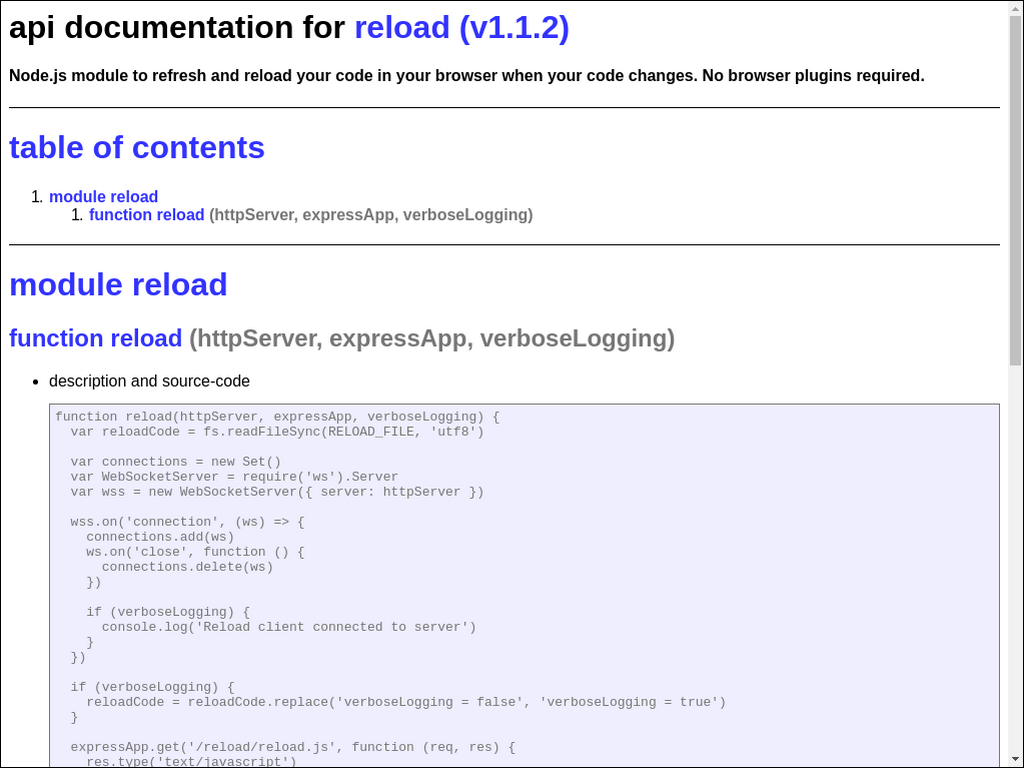 api documentation for reload (v1.1.2)
Node.js module to refresh and reload your code in your browser when your code changes. No browser plugins required.
table of contents
1. module reload
1. function reload (httpServer, expressApp, verboseLogging)
module reload
function reload (httpServer, expressApp, verboseLogging)
• description and source-code
function reload(httpServer, expressApp, verboseLogging) {
  var reloadCode = fs.readFileSync(RELOAD_FILE, 'utf8')
  var connections = new Set()
  var WebSocketServer = require('ws').Server
  var wss = new WebSocketServer({ server: httpServer })
  wss.on('connection', (ws) => {
    connections.add(ws)
    ws.on('close', function () {
      connections.delete(ws)
    })
    if (verboseLogging) {
      console.log('Reload client connected to server')
    }
  })
  if (verboseLogging) {
    reloadCode = reloadCode.replace('verboseLogging = false', 'verboseLogging = true')
  }
  expressApp.get('/reload/reload.js', function (req, res) {
    res.type('text/javascript')